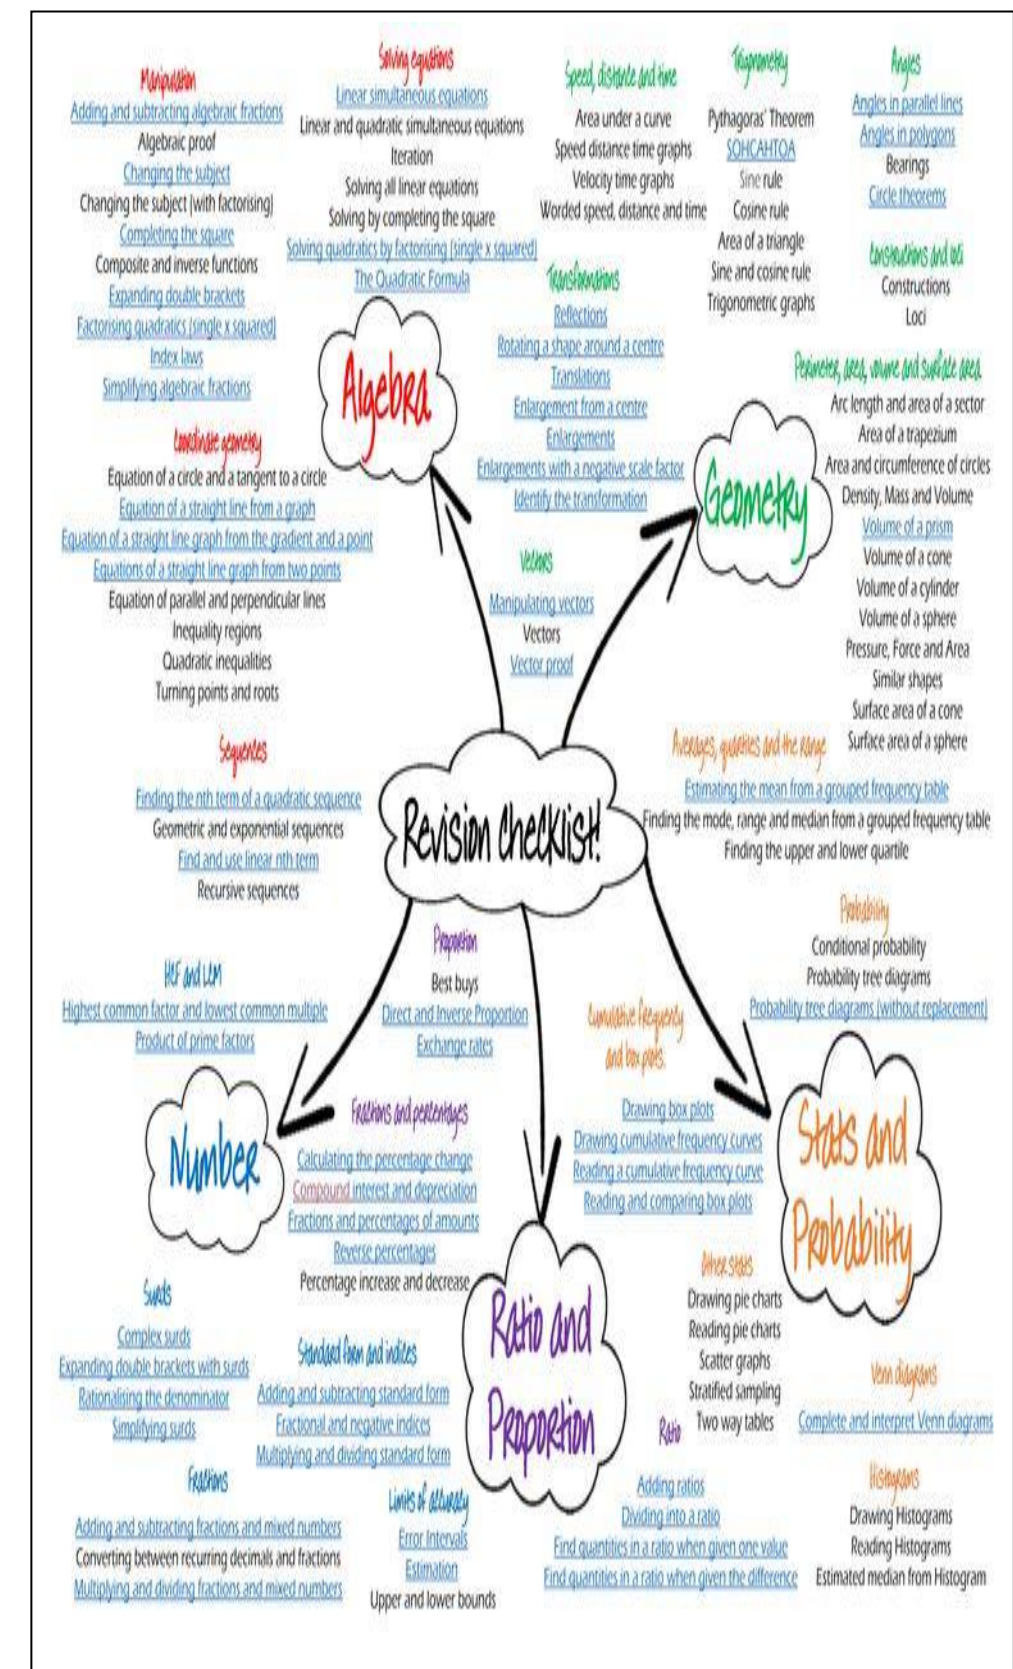 Manipulation
Adding and subtracting algebraic fractions
Algebraic proof
Changing the subject
Changing the subject (with factorising)
Completing the square
Composite and inverse functions
Expanding double brackets
Factorising quadratics (single x squared)
Index laws
Simplifying algebraic fractions
Solving equations
Linear simultaneous equations
Linear and quadratic simultaneous equations
Iteration
Solving all linear equations
Solving by completing the square
Solving quadratics by factorising (single x squared)
The Quadratic Formula
Algebra
Coordinate geometry
Equation of a circle and a tangent to a circle
Equation of a straight line from a graph
Equation of a straight line graph from the gradient and a point
Equations of a straight line graph from two points
Equation of parallel and perpendicular lines
Inequality regions
Quadratic inequalities
Turning points and roots
Sequences
Finding the nth term of a quadratic sequence
Geometric and exponential sequences
Find and use linear nth term
Recursive sequences
Speed, distance and time
Area under a curve
Speed distance time graphs
Velocity time graphs
Worded speed, distance and time
Trigonometry
Pythagoras' Theorem
SOHCAHTOA
Sine rule
Cosine rule
Area of a triangle
Sine and cosine rule
Trigonometric graphs
Angles
Angles in parallel lines
Angles in polygons
Bearings
Circle theorems
Constructions and loci
Constructions
Loci
Transformations
Reflections
Rotating a shape around a centre
Translations
Enlargement from a centre
Enlargements
Enlargements with a negative scale factor
Identify the transformation
Geometry
Perimeter, area, volume and surface area
Arc length and area of a sector
Area of a trapezium
Area and circumference of circles
Density, Mass and Volume
Volume of a prism
Volume of a cone
Volume of a cylinder
Volume of a sphere
Pressure, Force and Area
Similar shapes
Surface area of a cone
Surface area of a sphere
Vectors
Manipulating vectors
Vectors
Vector proof
Revision Checklist!
Averages, quartiles and the range
Estimating the mean from a grouped frequency table
Finding the mode, range and median from a grouped frequency table
Finding the upper and lower quartile
Probability
Conditional probability
Probability tree diagrams
Probability tree diagrams (without replacement)
Cumulative frequency
and box plots.
Drawing box plots
Drawing cumulative frequency curves
Reading a cumulative frequency curve
Reading and comparing box plots
Stats and
Probability
Other stats
Drawing pie charts
Reading pie charts
Scatter graphs
Stratified sampling
Two way tables
Venn diagrams
Complete and interpret Venn diagrams
Histograms
Drawing Histograms
Reading Histograms
Estimated median from Histogram
HCF and LCM
Highest common factor and lowest common multiple
Product of prime factors
Number
Proportion
Best buys
Direct and Inverse Proportion
Exchange rates
Fractions and percentages
Calculating the percentage change
Compound interest and depreciation
Fractions and percentages of amounts
Reverse percentages
Percentage increase and decrease
Ratio and
Proportion
Surds
Complex surds
Expanding double brackets with surds
Rationalising the denominator
Simplifying surds
Standard form and indices
Adding and subtracting standard form
Fractional and negative indices
Multiplying and dividing standard form
Fractions
Adding and subtracting fractions and mixed numbers
Converting between recurring decimals and fractions
Multiplying and dividing fractions and mixed numbers
Limits of accuracy
Error Intervals
Estimation
Upper and lower bounds
Ratio
Adding ratios
Dividing into a ratio
Find quantities in a ratio when given one value
Find quantities in a ratio when given the difference